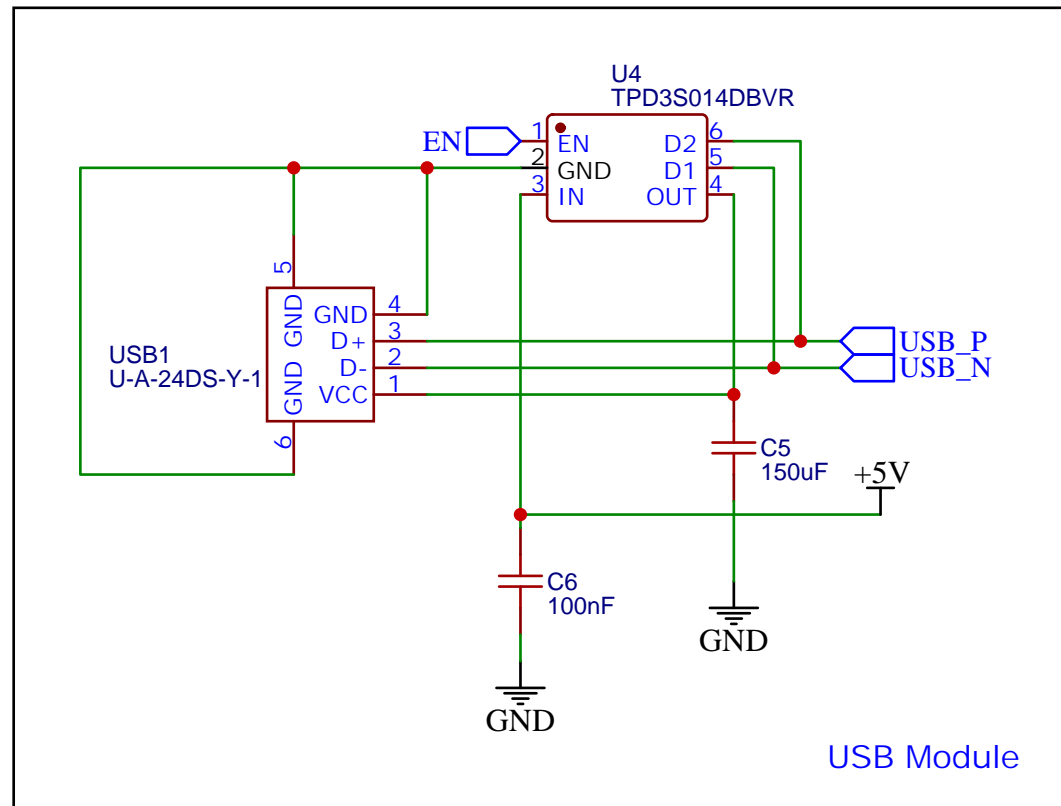 U4
TPD3S014DBVR
EN
1
EN
2
GND
3
IN
D2
6
D1
5
OUT
4
5
GND
GND
4
D+
3
D-
2
VCC
1
GND
6
USB1
U-A-24DS-Y-1
USB_P
USB_N
C5
150uF
+5V
C6
100nF
GND
GND
USB Module